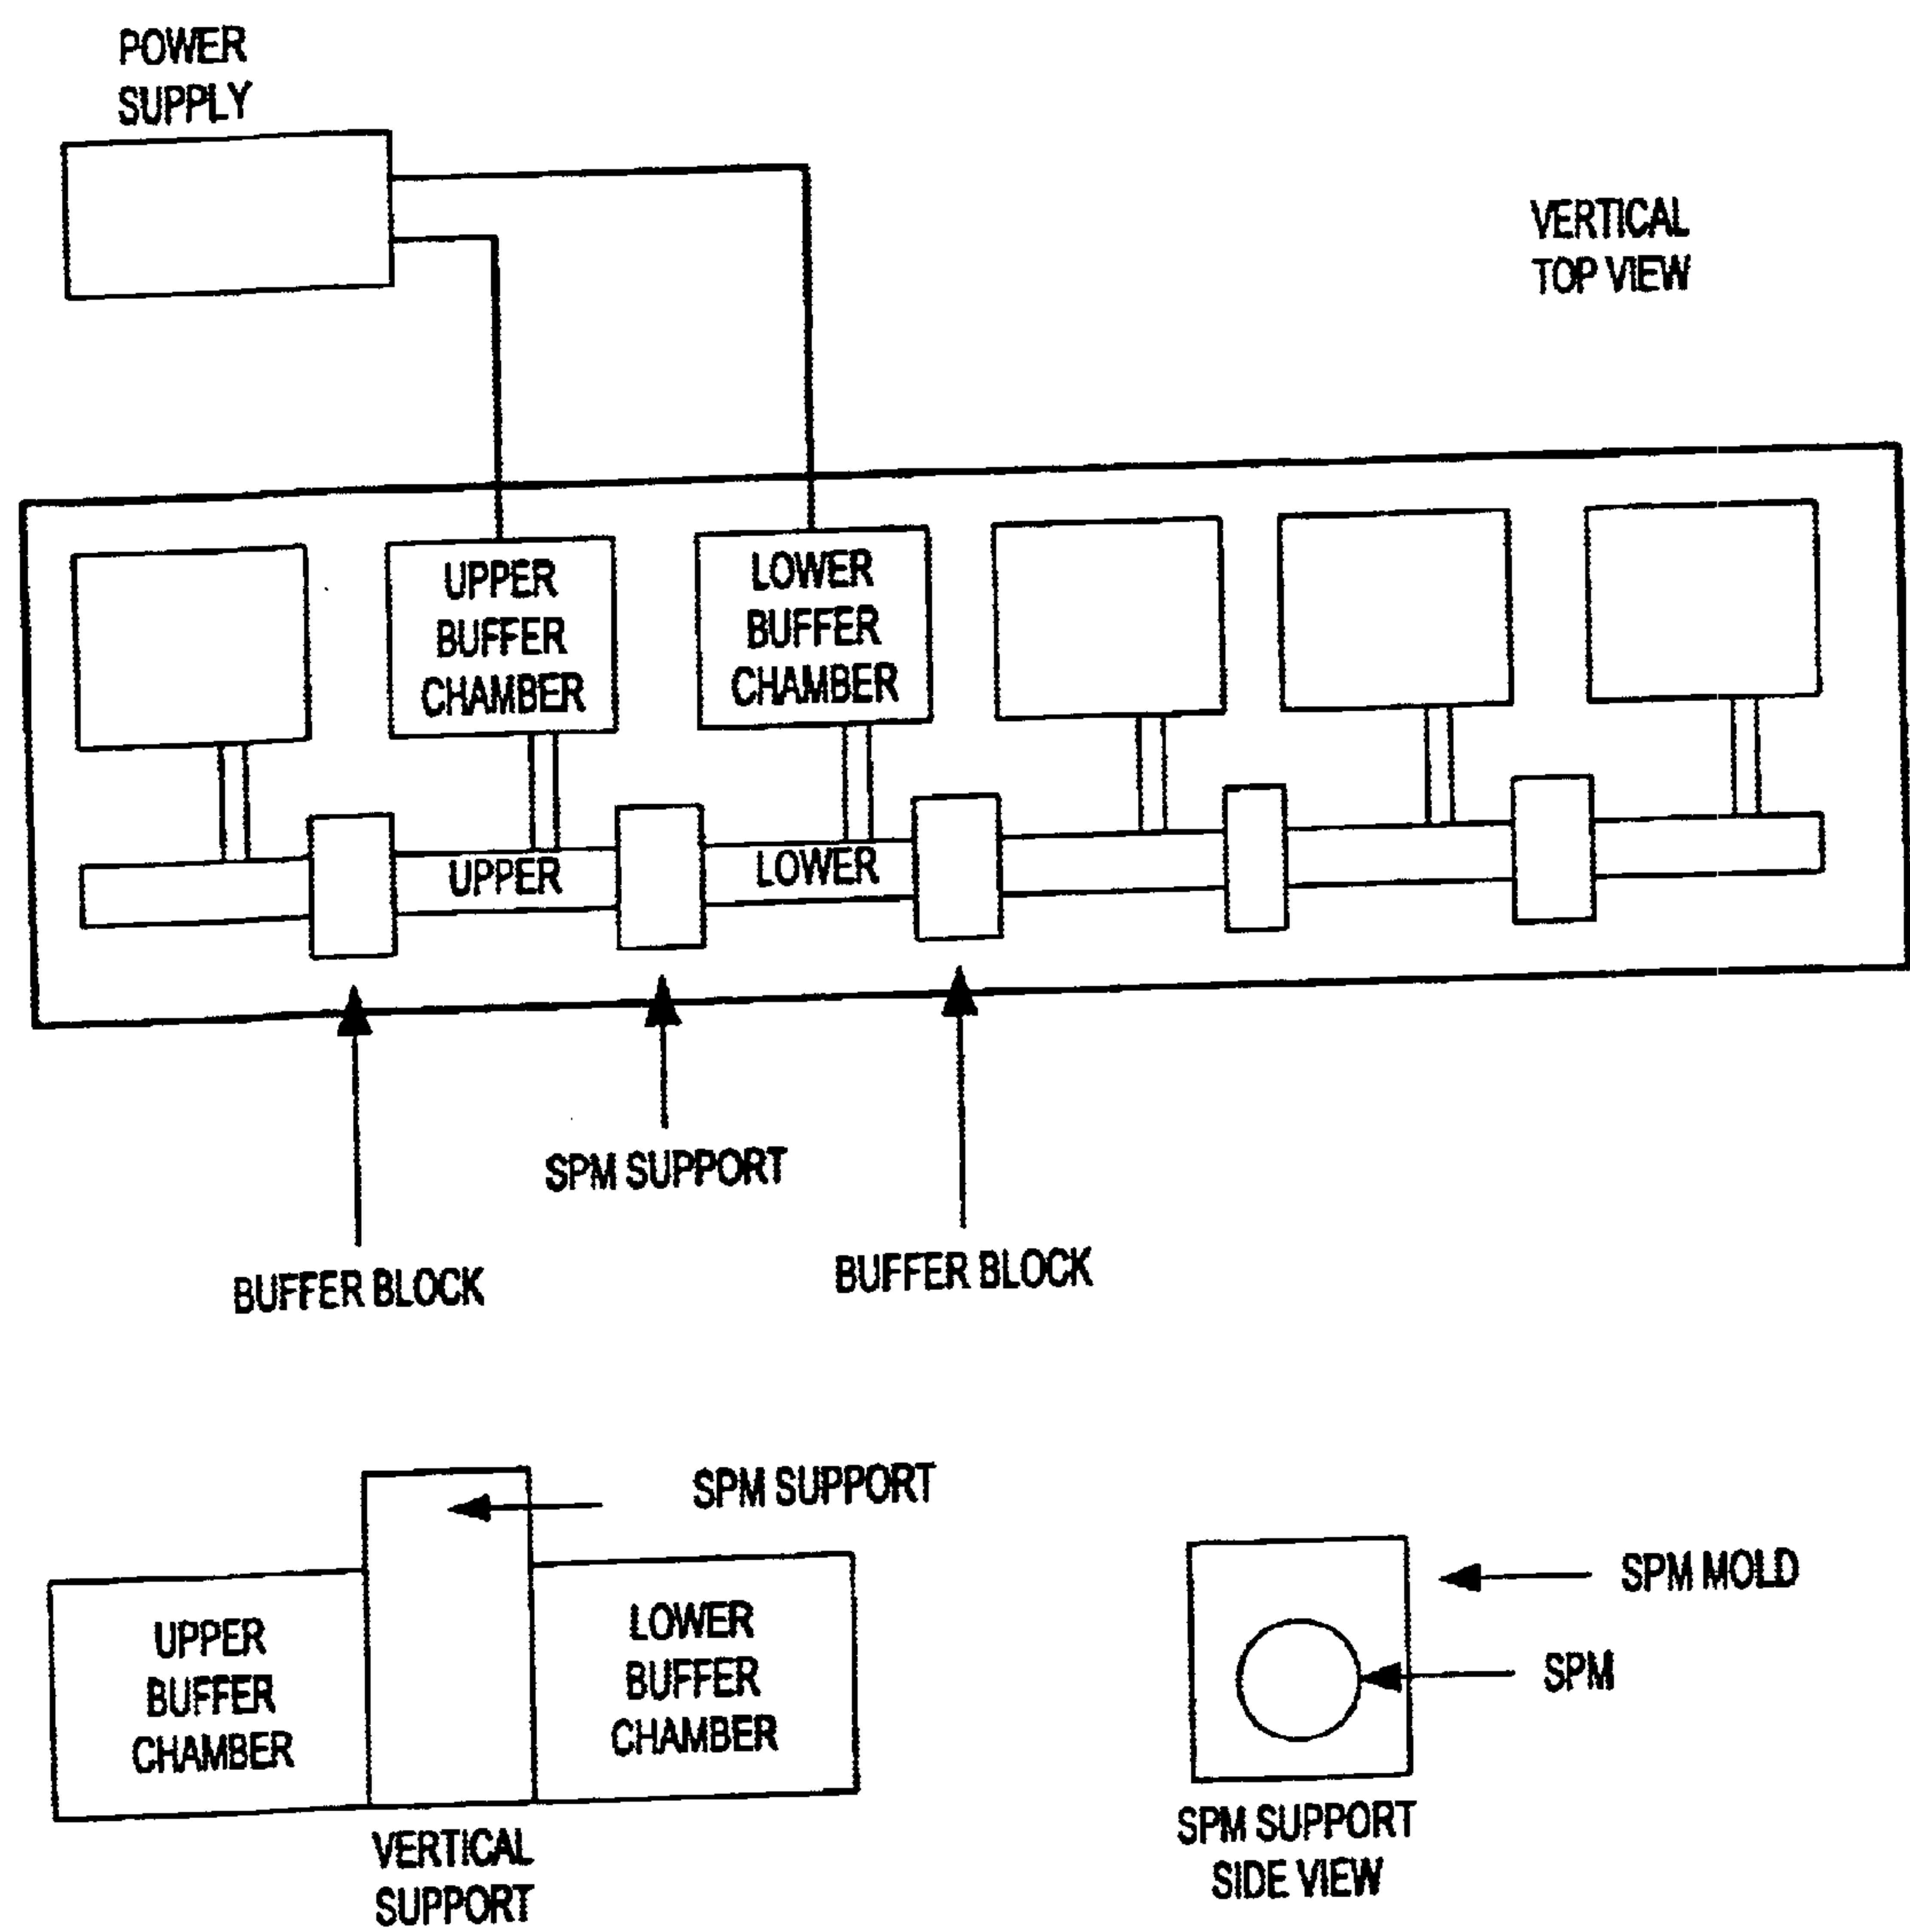 POWER
SUPPLY
VERTICAL
TOP VIEW
UPPER
BUFFER
CHAMBER
LOWER
BUFFER
CHAMBER
UPPER
LOWER
SPM SUPPORT
BUFFER BLOCK
BUFFER BLOCK
SPM SUPPORT
UPPER
BUFFER
CHAMBER
LOWER
BUFFER
CHAMBER
VERTICAL
SUPPORT
SPM MOLD
SPM
SPM SUPPORT
SIDE VIEW